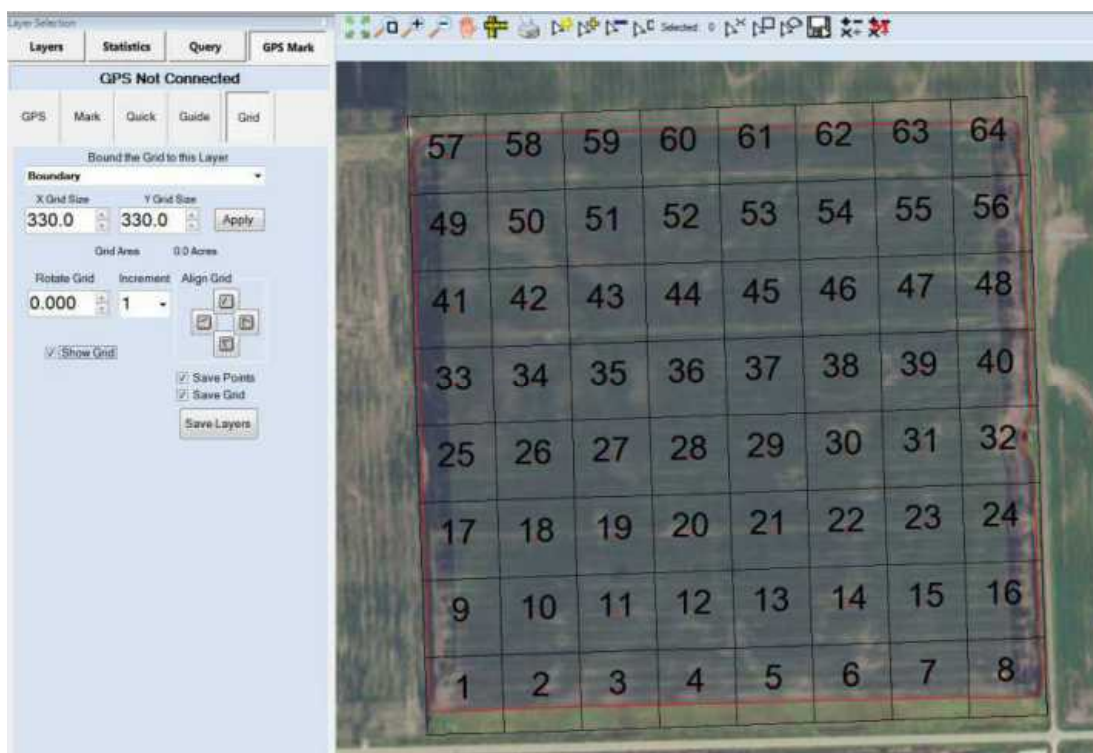 Layer Selection
Layers Statistics Query GPS Mark
Selected: 0
GPS Not Connected
GPS Mark Quick Guide Grid
Bound the Grid to this Layer
Boundary
X Grid Size Y Grid Size
330.0 330.0 Apply
Grid Area 0.0 Acres
Rotate Grid Increment Align Grid
0.000 1
Show Grid
Save Points
Save Grid
Save Layers
57 58 59 60 61 62 63 64
49 50 51 52 53 54 55 56
41 42 43 44 45 46 47 48
33 34 35 36 37 38 39 40
25 26 27 28 29 30 31 32
17 18 19 20 21 22 23 24
9 10 11 12 13 14 15 16
1 2 3 4 5 6 7 8